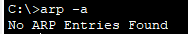 C:\>arp -a
No ARP Entries Found